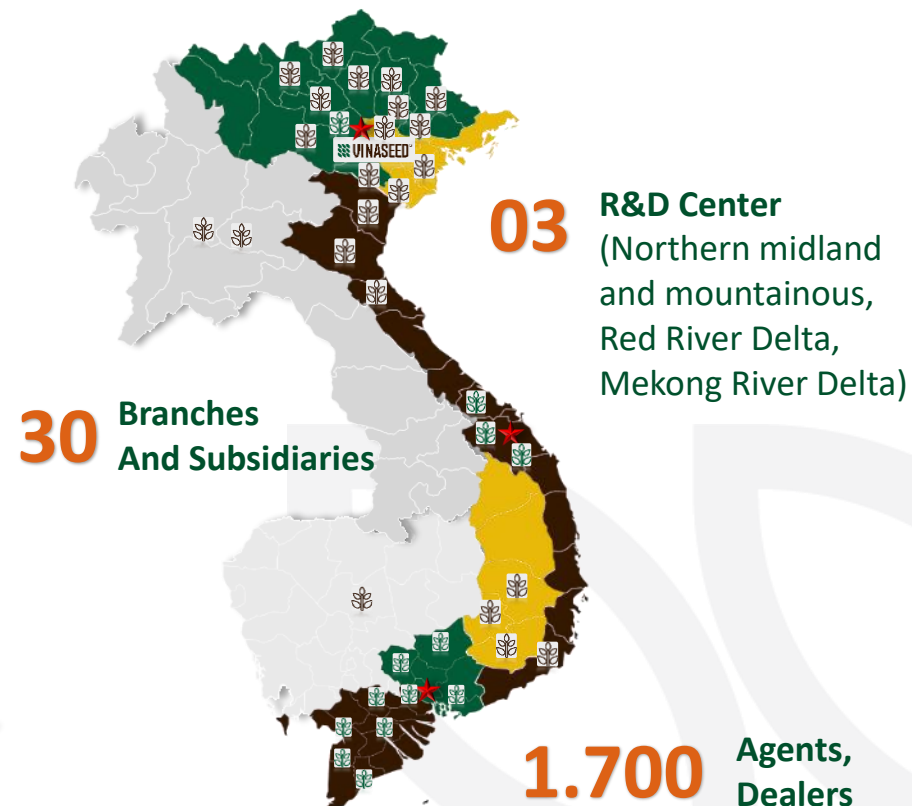 VINASEED
03
R&D Center
(Northern midland
and mountainous,
Red River Delta,
Mekong River Delta)
30
Branches
And Subsidiaries
1.700
Agents,
Dealers